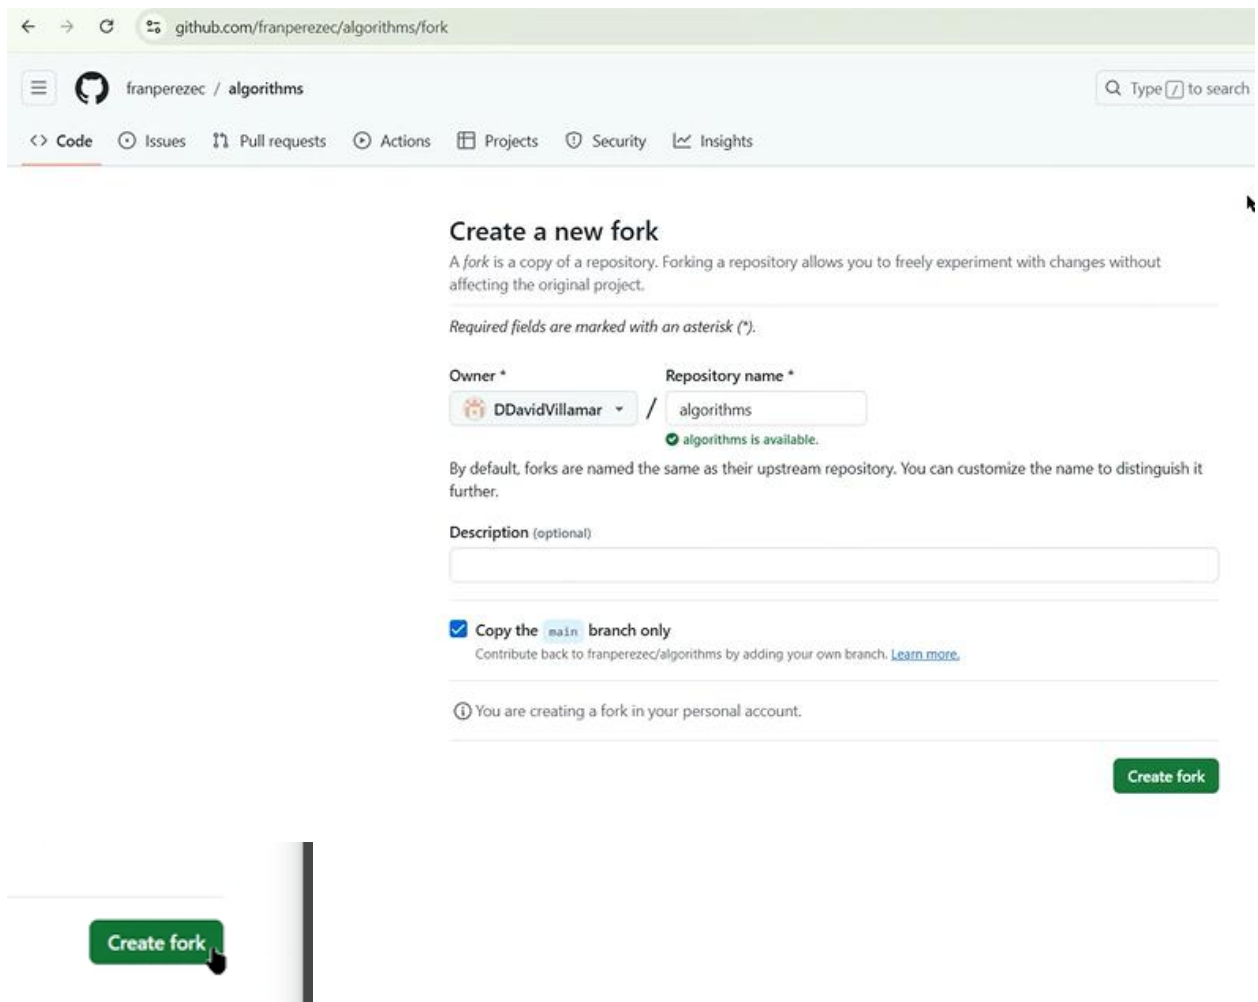 github.com/franperezec/algorithms/fork
franperezec / algorithms
Type / to search
<> Code Issues Pull requests Actions Projects Security Insights
Create a new fork
A fork is a copy of a repository. Forking a repository allows you to freely experiment with changes without
affecting the original project.
Required fields are marked with an asterisk (*).
Owner * Repository name *
DDavidVillamar / algorithms
algorithms is available.
By default, forks are named the same as their upstream repository. You can customize the name to distinguish it
further.
Description (optional)
Copy the main branch only
Contribute back to franperezec/algorithms by adding your own branch. Learn more.
You are creating a fork in your personal account.
Create fork
Create fork